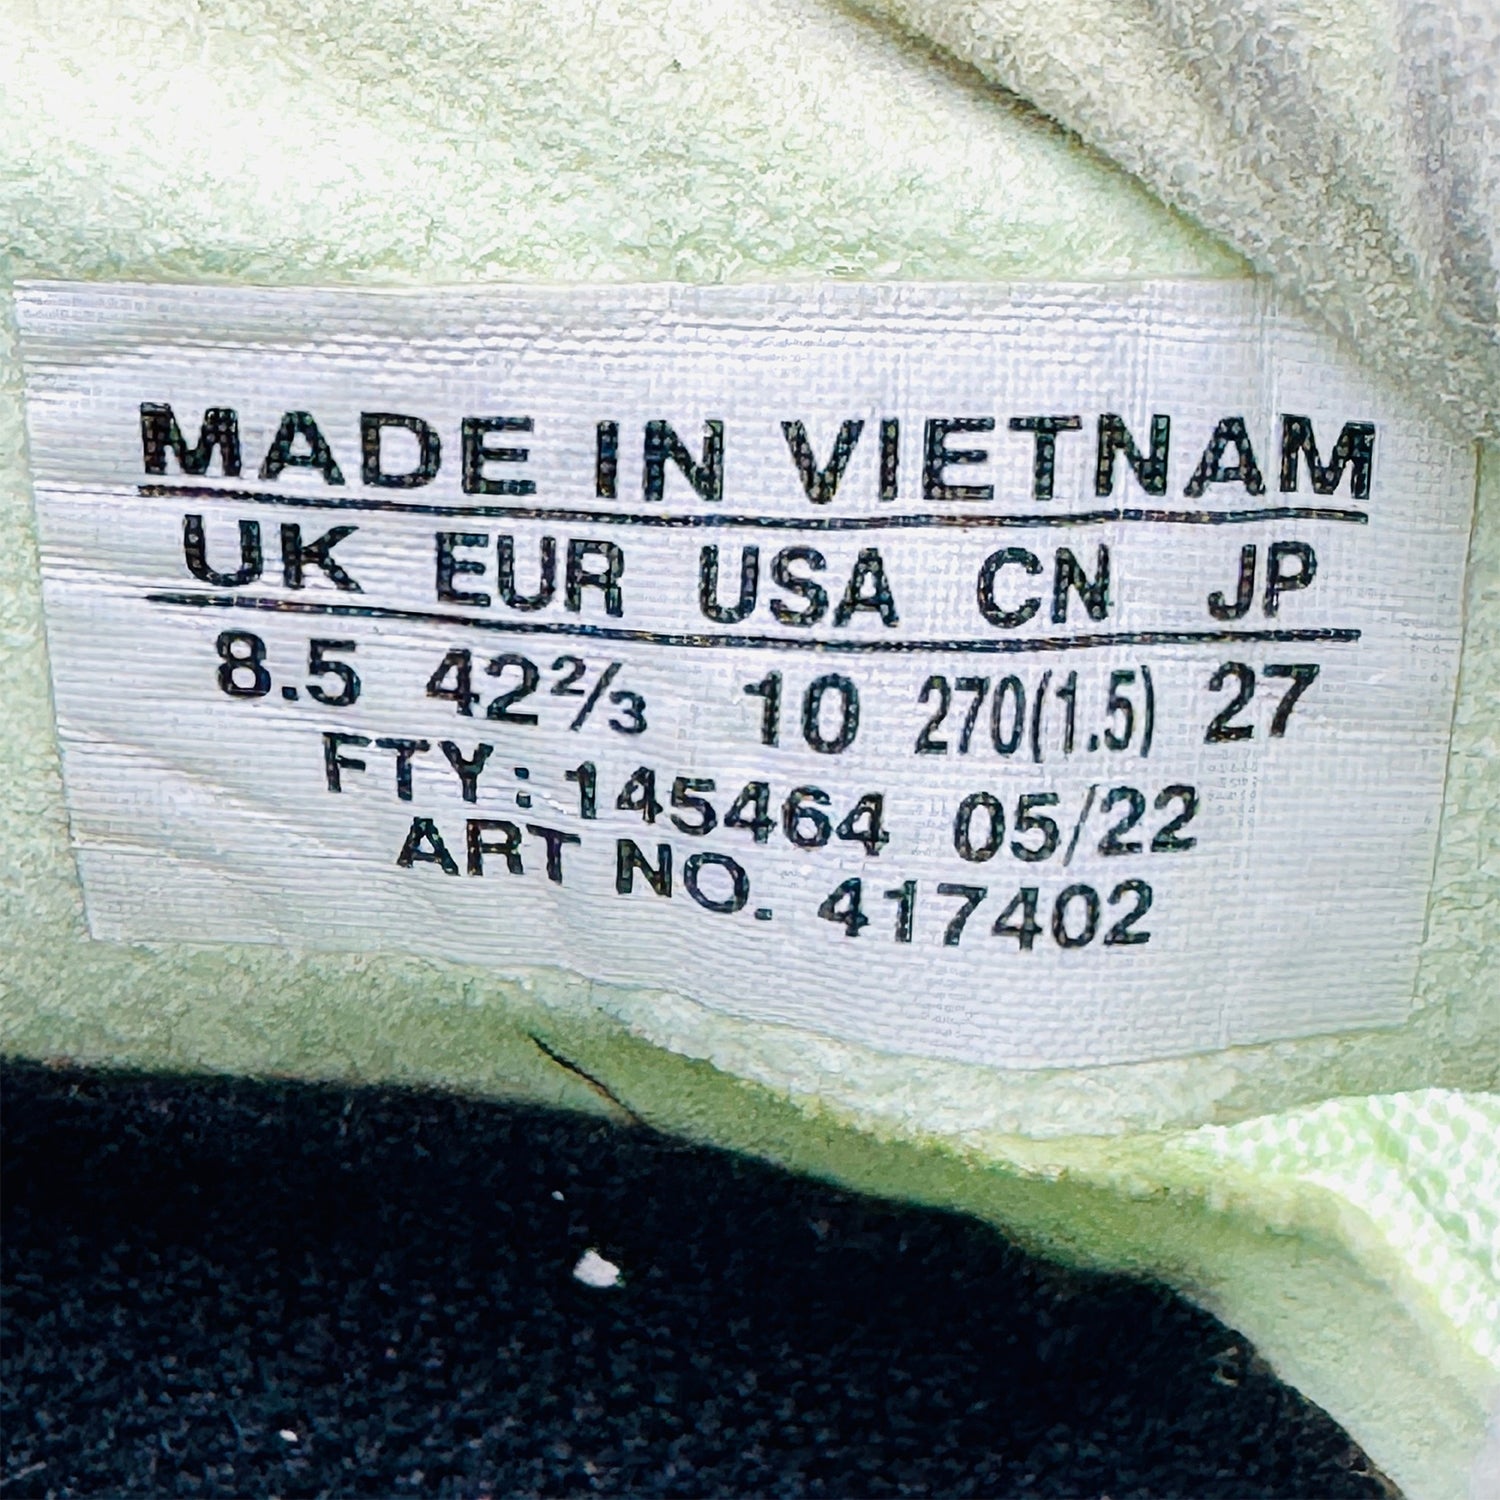 MADE IN VIETNAM
UK EUR USA CN JP
8.5 42⅔ 10 270(1.5) 27
FTY: 145464 05/22
ART NO. 417402